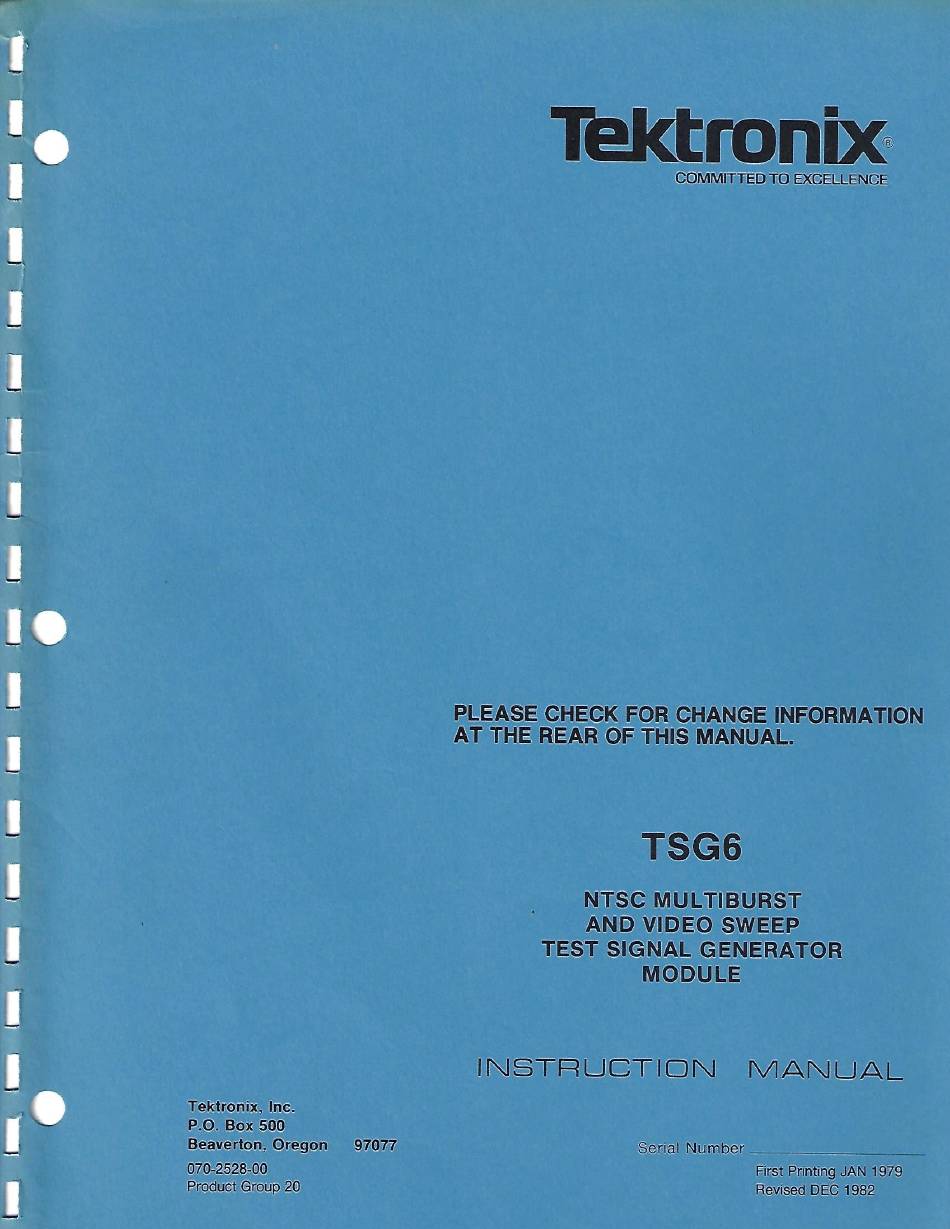 Tektronix®
COMMITTED TO EXCELLENCE
PLEASE CHECK FOR CHANGE INFORMATION
AT THE REAR OF THIS MANUAL.
TSG6
NTSC MULTIBURST
AND VIDEO SWEEP
TEST SIGNAL GENERATOR
MODULE
INSTRUCTION MANUAL
Tektronix, Inc.
P.O. Box 500
Beaverton, Oregon 97077
070-2528-00
Product Group 20
Serial Number
First Printing JAN 1979
Revised DEC 1982